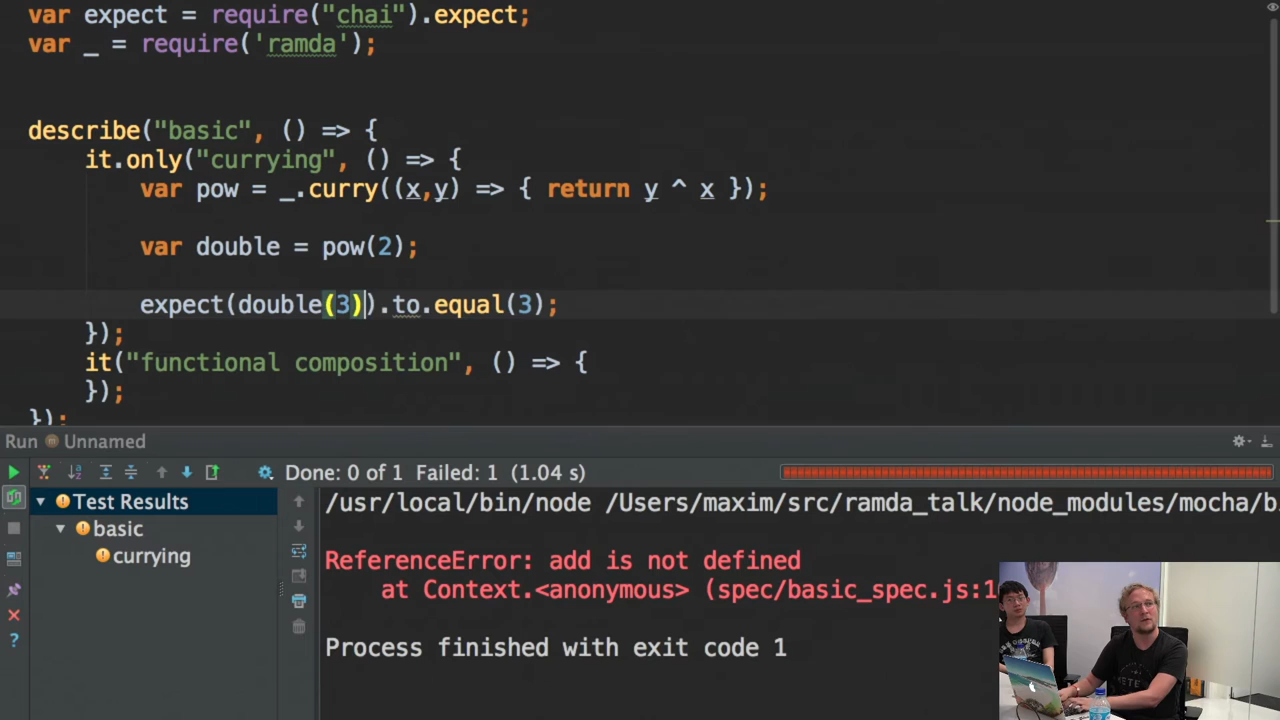 var expect = require("chai").expect;
var _ = require('ramda');
describe("basic", () => {
it.only("currying", () => {
var pow = _.curry((x,y) => { return y ^ x });
var double = pow(2);
expect(double(3)).to.equal(3);
});
it("functional composition", () => {
});
});
Run Unnamed
Done: 0 of 1 Failed: 1 (1.04 s)
Test Results
basic
currying
/usr/local/bin/node /Users/maxim/src/ramda_talk/node_modules/mocha/bi
ReferenceError: add is not defined
at Context.<anonymous> (spec/basic_spec.js:1
Process finished with exit code 1